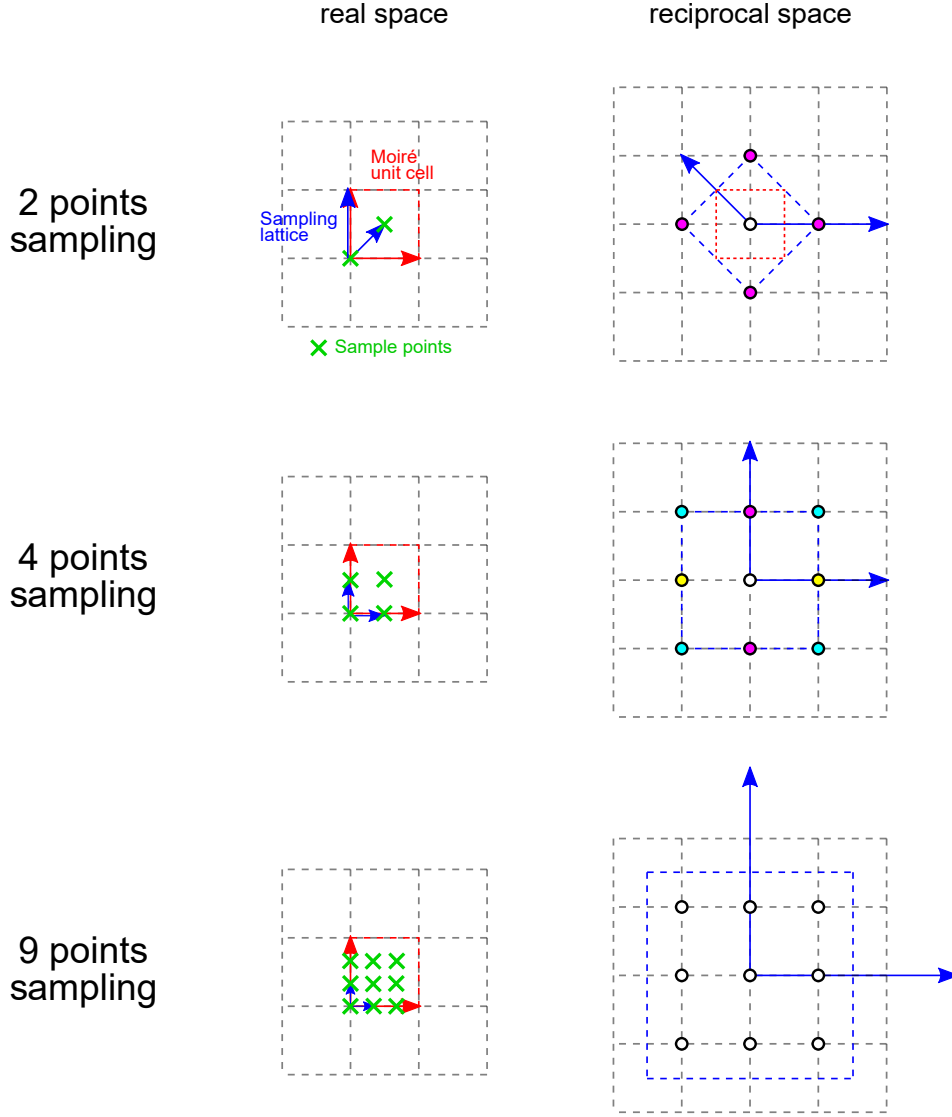 real space
reciprocal space
2 points
sampling
Moiré
unit cell
Sampling
lattice
Sample points
4 points
sampling
9 points
sampling